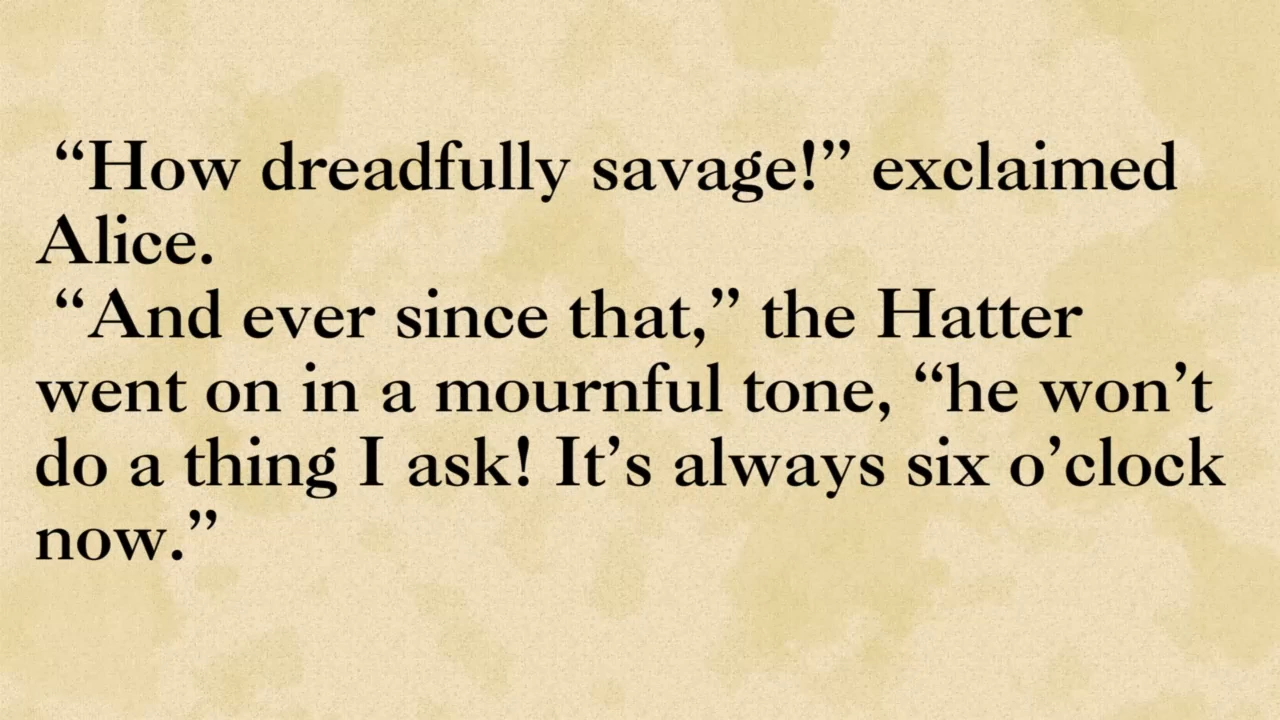 “How dreadfully savage!” exclaimed
Alice.
“And ever since that,” the Hatter
went on in a mournful tone, “he won’t
do a thing I ask! It’s always six o’clock
now.”